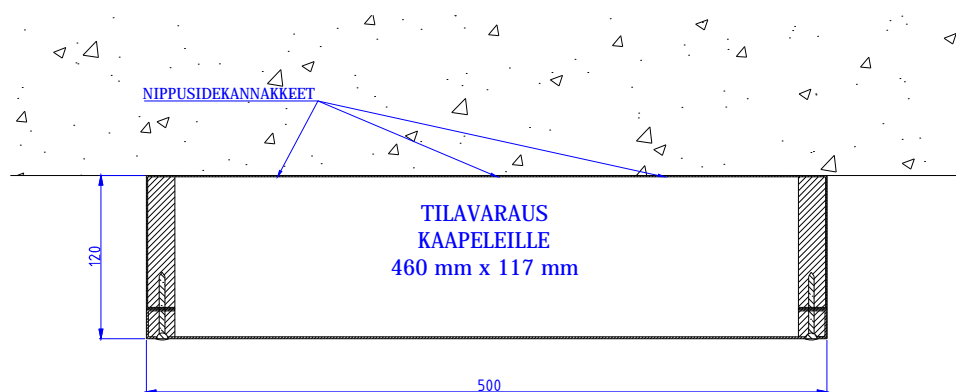 NIPPUSIDEKANNAKKEET
TILAVARAUS
KAAPELEILLE
460 mm x 117 mm
120
500